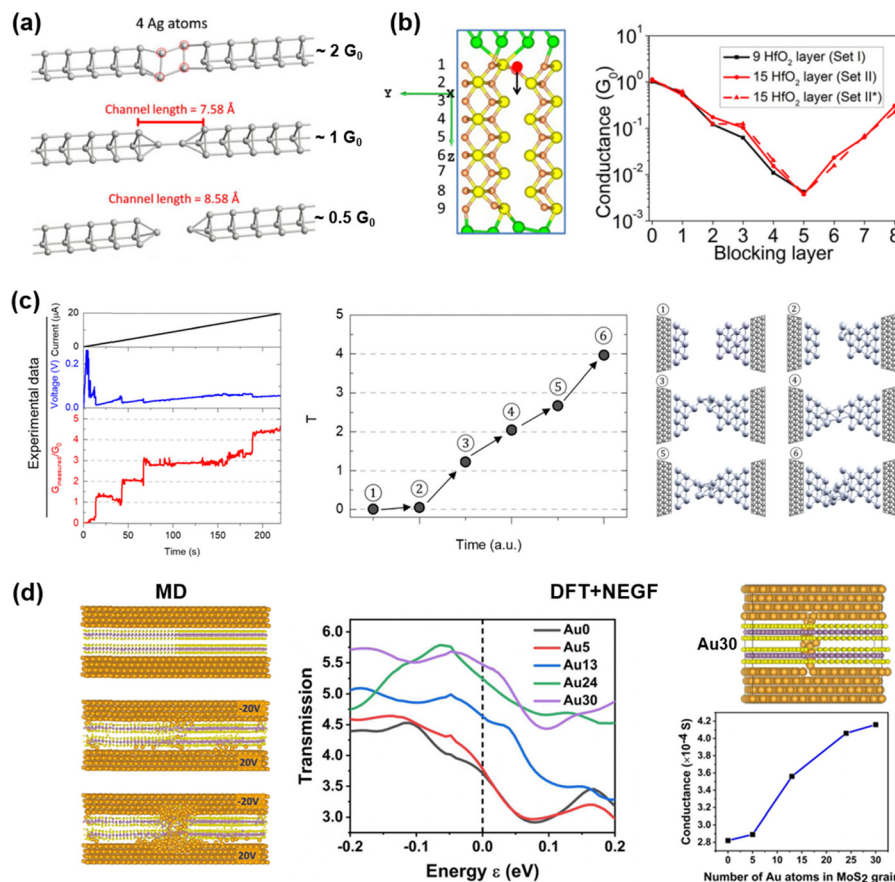 (a)
4 Ag atoms
~ 2 G₀
Channel length = 7.58 Å
~ 1 G₀
Channel length = 8.58 Å
~ 0.5 G₀
(b)
1
2
3
4
5
6
7
8
9
Y
X
Z
Conductance (G₀)
10¹
10⁰
10⁻¹
10⁻²
10⁻³
9 HfO₂ layer (Set I)
15 HfO₂ layer (Set II)
15 HfO₂ layer (Set II*)
0 1 2 3 4 5 6 7 8
Blocking layer
(c)
Experimental data
Current (µA)
20
0
Voltage (V)
0.2
0.0
G measured/G₀
5
4
3
2
1
0
0 50 100 150 200
Time (s)
T
5
4
3
2
1
0
① ② ③ ④ ⑤ ⑥
Time (a.u.)
① ②
③ ④
⑤ ⑥
(d)
MD
-20V
20V
-20V
20V
DFT+NEGF
Transmission
6.0
5.5
5.0
4.5
4.0
3.5
3.0
Au0
Au5
Au13
Au24
Au30
-0.2 -0.1 0.0 0.1 0.2
Energy ε (eV)
Au30
Conductance (×10⁻⁴ S)
4.2
4.0
3.8
3.6
3.4
3.2
3.0
2.8
0 5 10 15 20 25 30
Number of Au atoms in MoS₂ grain